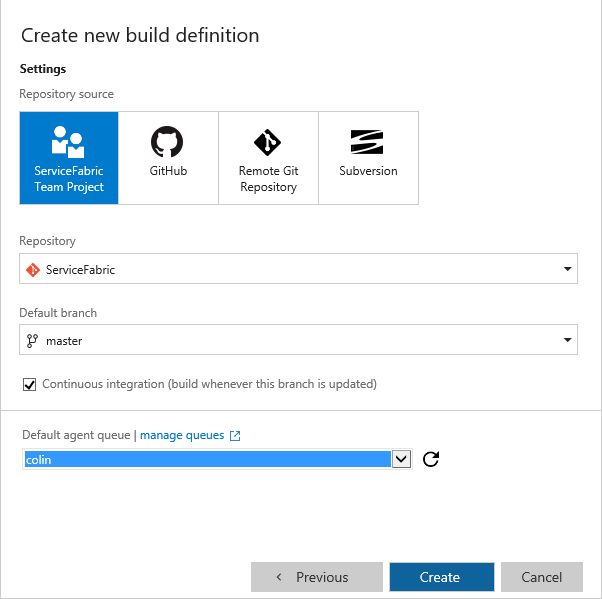 Create new build definition
Settings
Repository source
ServiceFabric
Team Project
GitHub
Remote Git
Repository
Subversion
Repository
ServiceFabric
Default branch
master
Continuous integration (build whenever this branch is updated)
Default agent queue | manage queues
colin
Previous
Create
Cancel